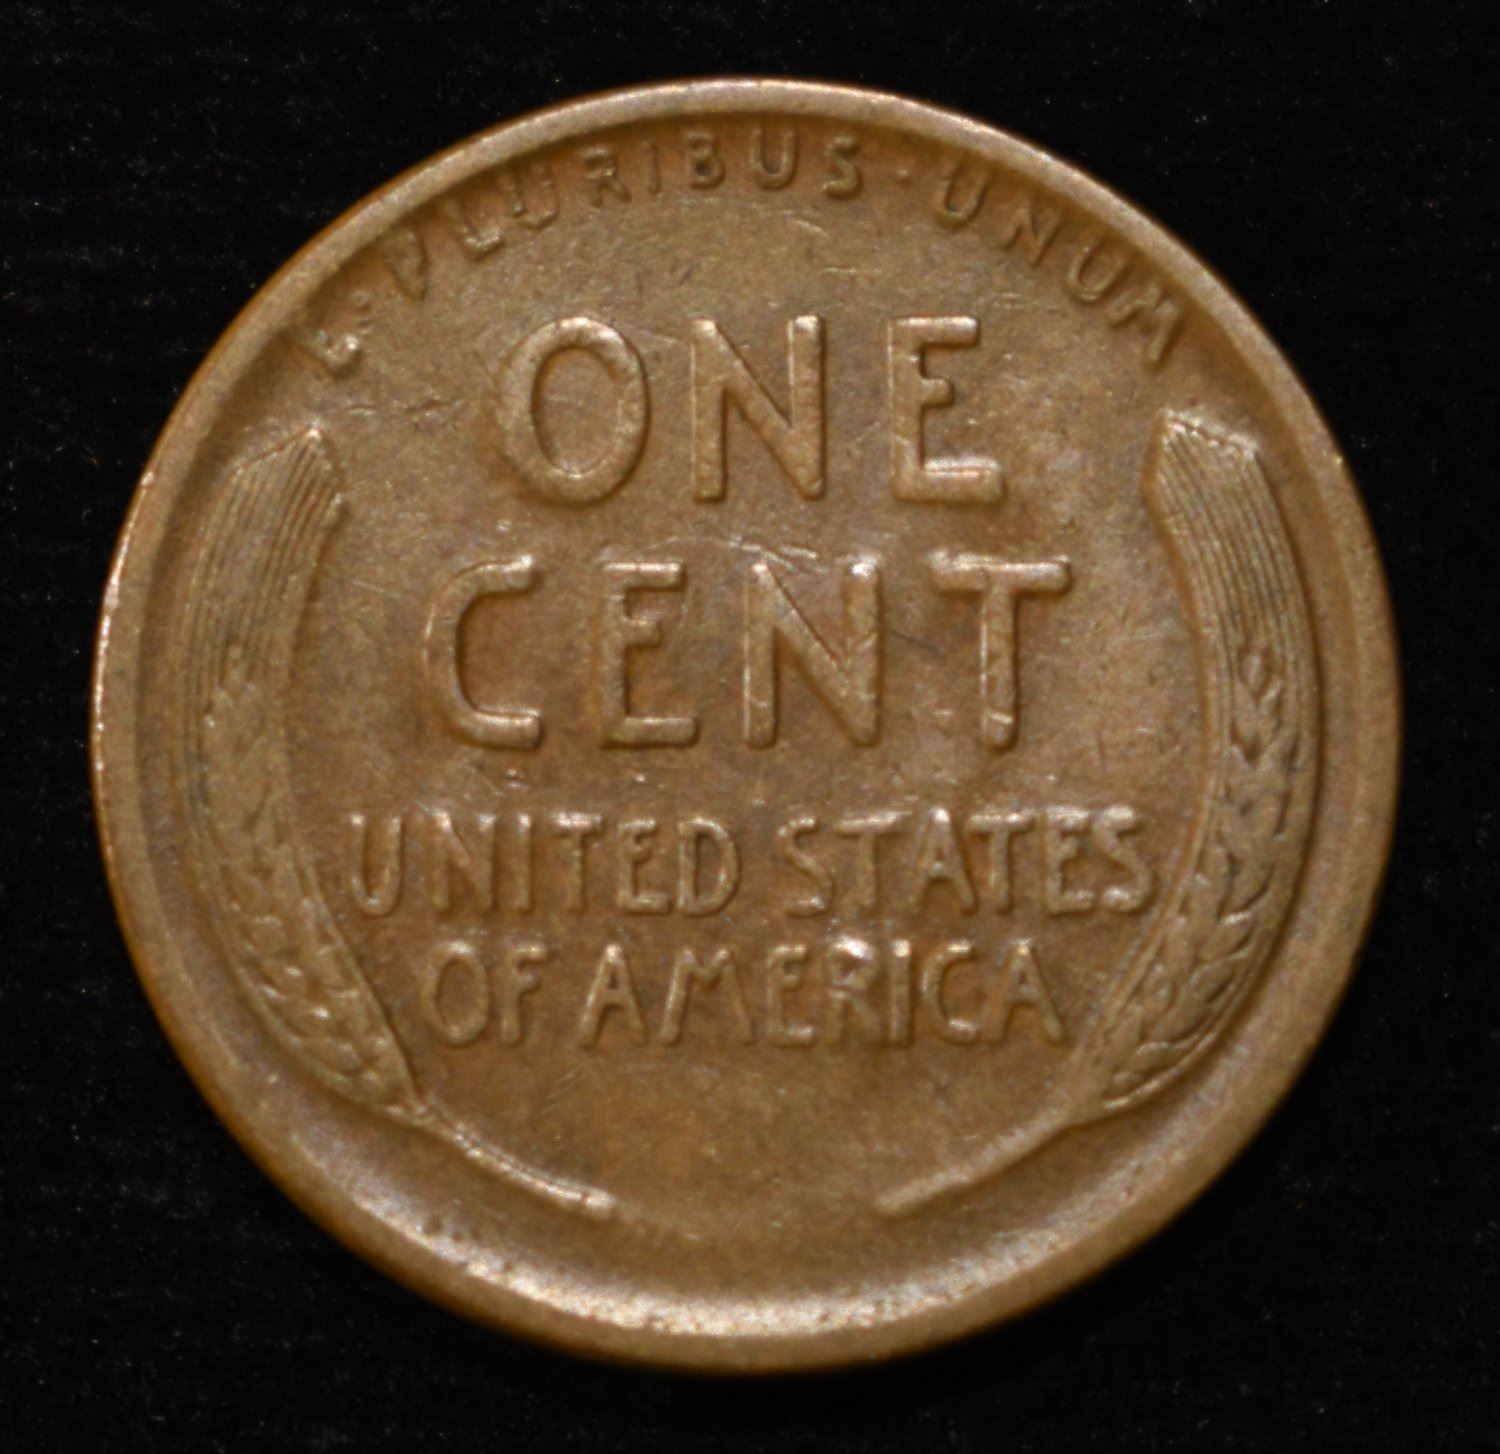 E·PLURIBUS·UNUM
ONE
CENT
UNITED STATES
OF AMERICA